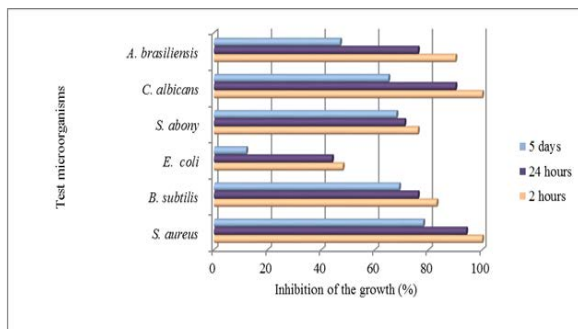 Test microorganisms
A. brasiliensis
C. albicans
S. abony
E. coli
B. subtilis
S. aureus
0 20 40 60 80 100
Inhibition of the growth (%)
5 days
24 hours
2 hours